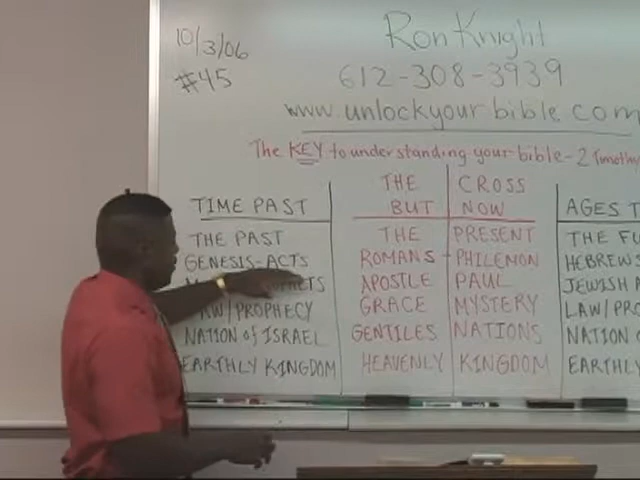 10/3/06
#45
Ron Knight
612-308-3939
www.unlockyourbible.com
The KEY to understanding your bible - 2 Timothy
TIME PAST
THE PAST
GENESIS-ACTS
LAW/PROPHECY
NATION of ISRAEL
EARTHLY KINGDOM
THE CROSS
BUT NOW
THE PRESENT
ROMANS - PHILEMON
APOSTLE PAUL
GRACE MYSTERY
GENTILES NATIONS
HEAVENLY KINGDOM
AGES T
THE FU
HEBREWS
JEWISH A
LAW/PRO
NATION O
EARTHLY